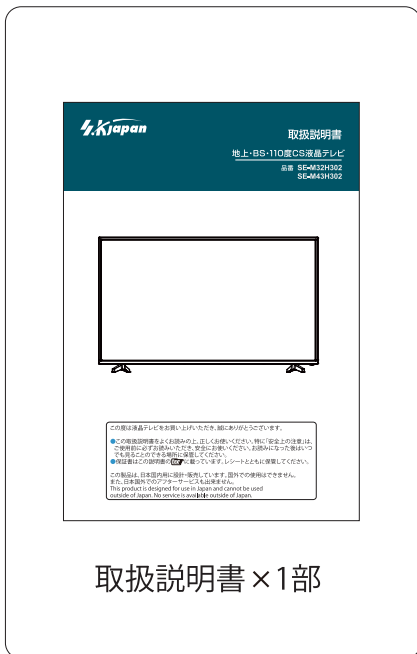 S.Kjapan
取扱説明書
地上・BS・110度CS液晶テレビ
品番 SE-M32H302
SE-M43H302
この度は液晶テレビをお買い上げいただき、誠にありがとうございます。
●この取扱説明書をよくお読みの上、正しくお使いください。特に「安全上の注意」は、
ご使用前に必ずお読みいただき、安全にお使いください。お読みになった後はいつ
でも見ることのできる場所に保管してください。
●保証書はこの説明書の に載っています。レシートとともに保管してください。
この製品は、日本国内用に設計・販売しています。国外での使用はできません。
また、日本国外でのアフターサービスも出来ません。
This product is designed for use in Japan and cannot be used
outside of Japan. No service is available outside of Japan.
取扱説明書×1部